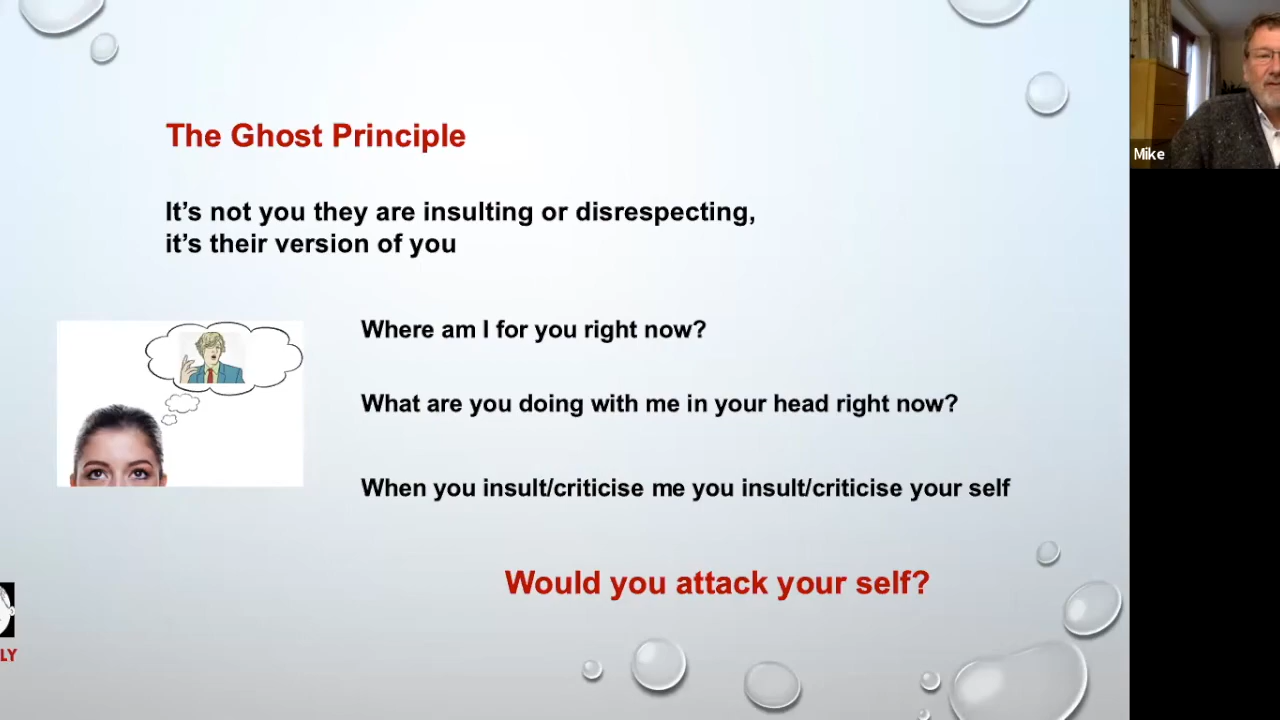 The Ghost Principle
It’s not you they are insulting or disrespecting,
it’s their version of you
Where am I for you right now?
What are you doing with me in your head right now?
When you insult/criticise me you insult/criticise your self
Would you attack your self?
LY
Mike